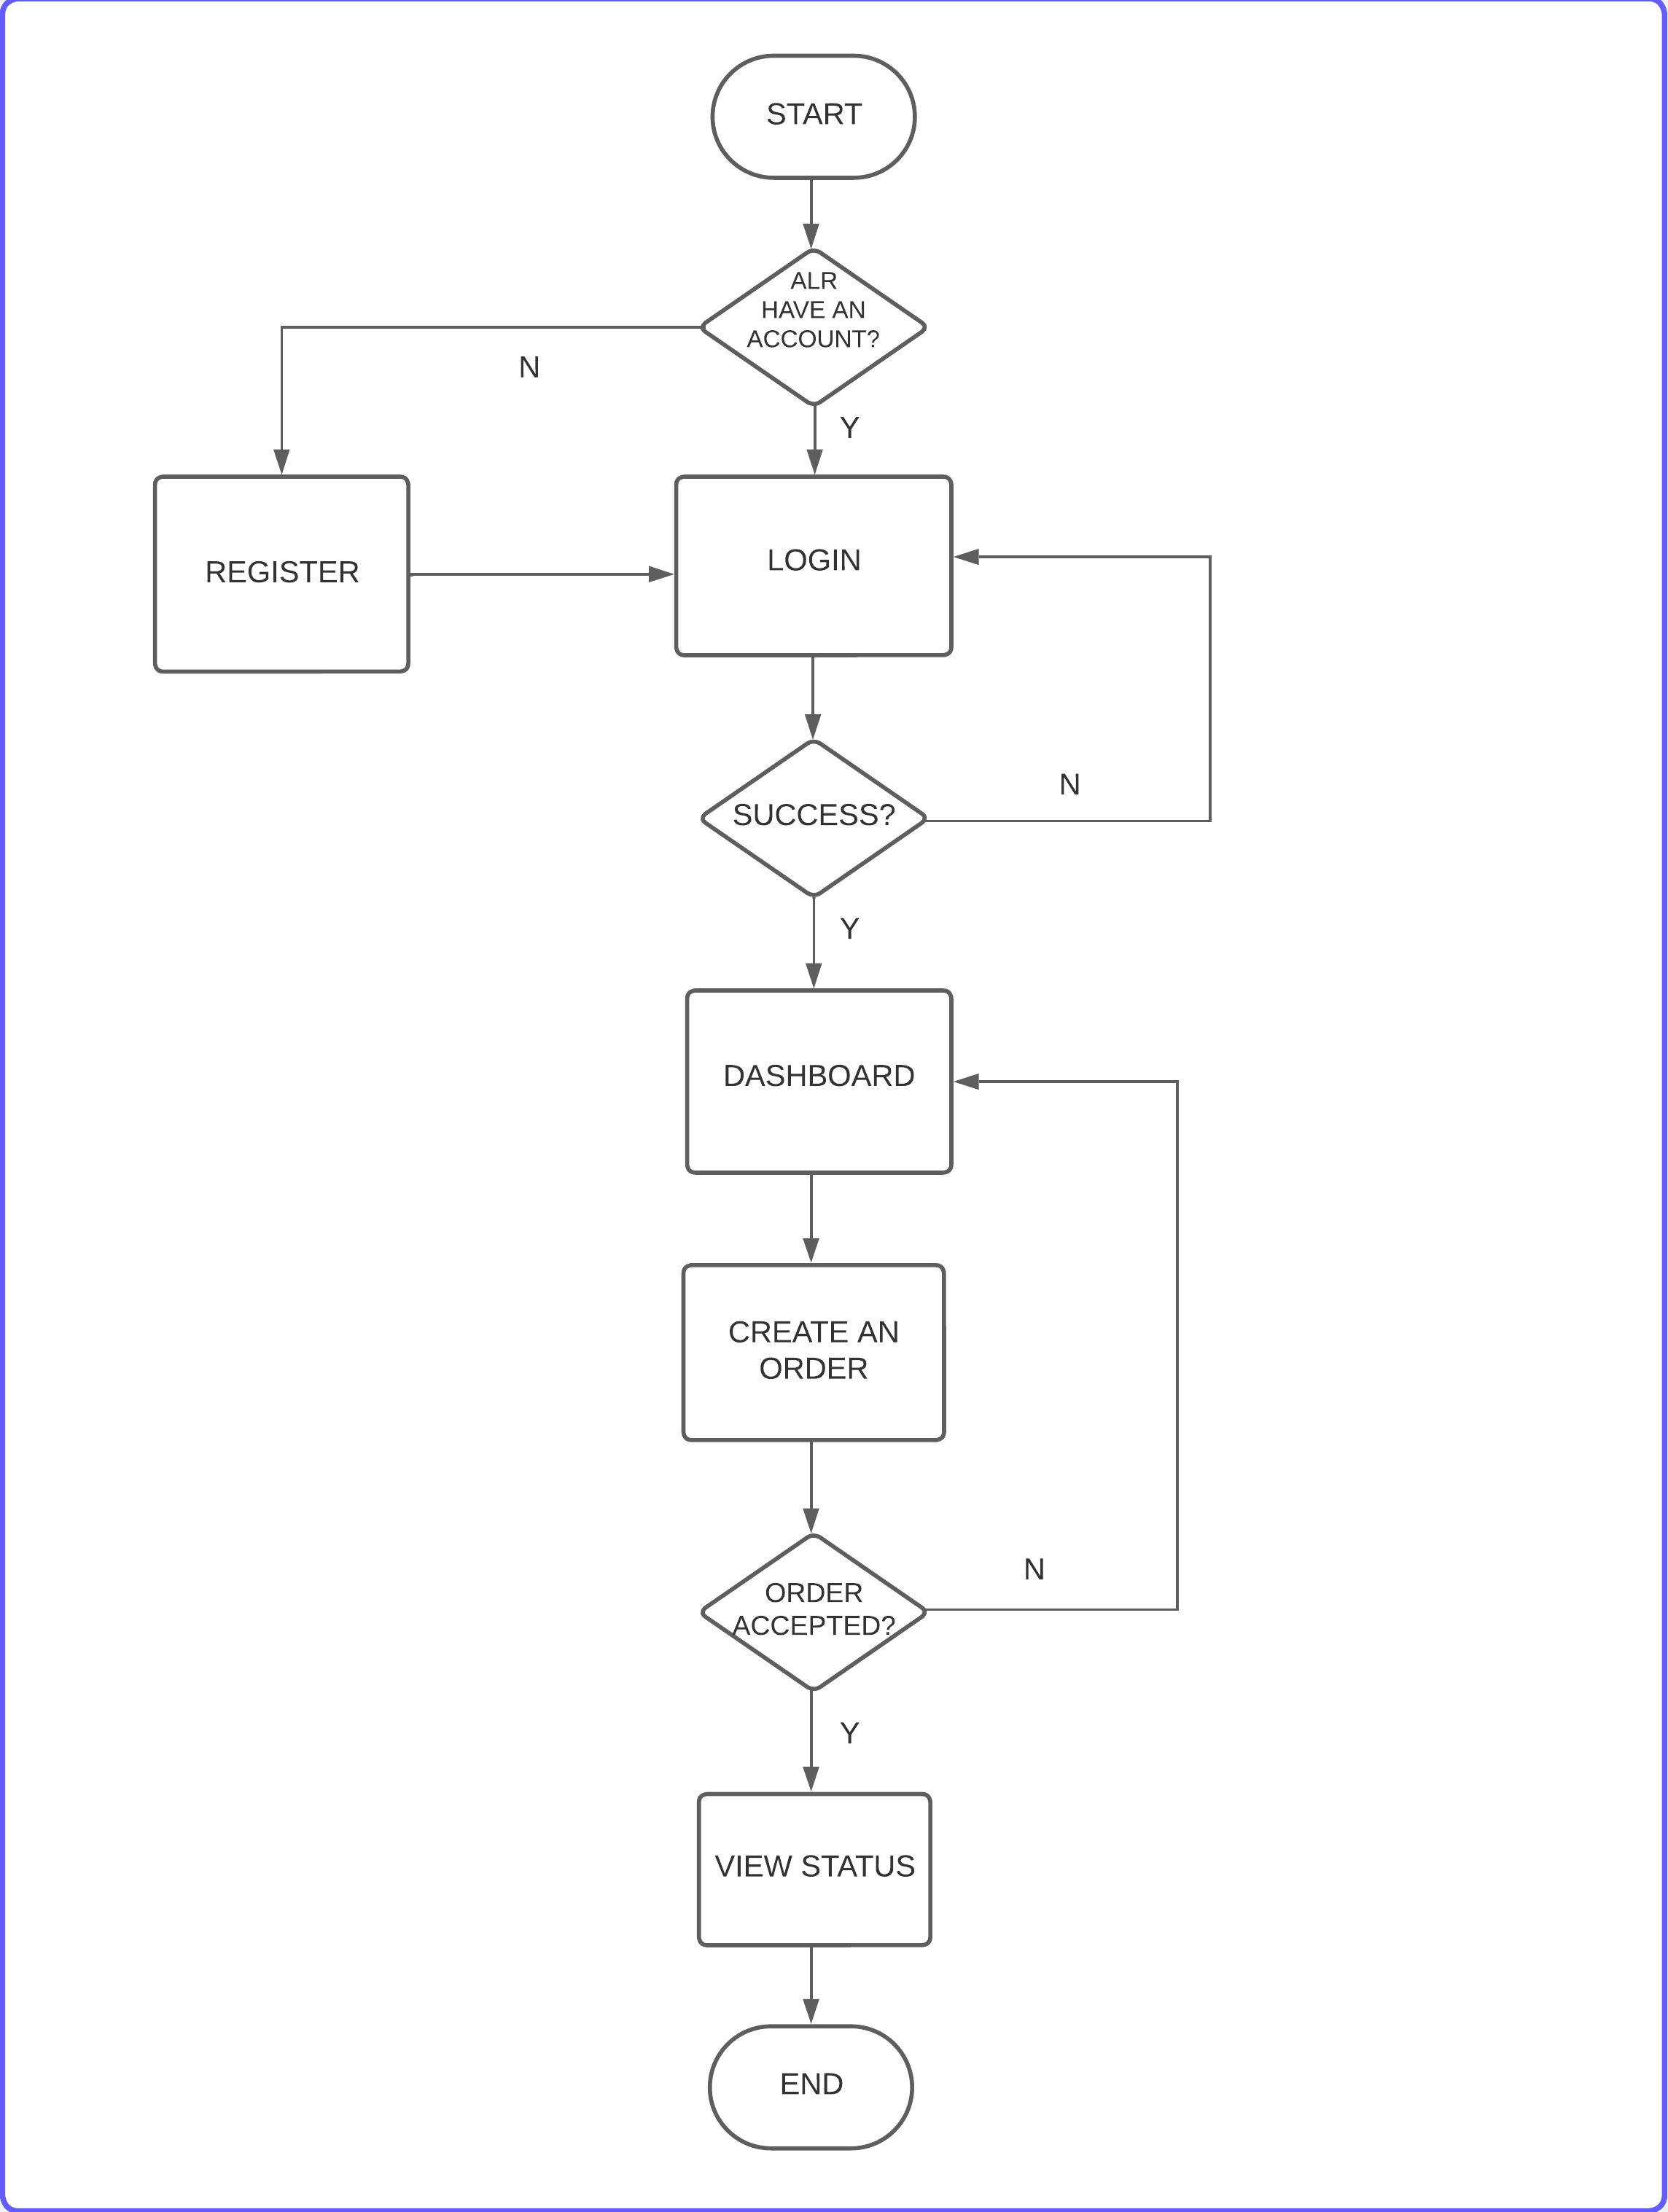 START
ALR
HAVE AN
ACCOUNT?
N
Y
REGISTER
LOGIN
N
SUCCESS?
Y
DASHBOARD
CREATE AN
ORDER
N
ORDER
ACCEPTED?
Y
VIEW STATUS
END